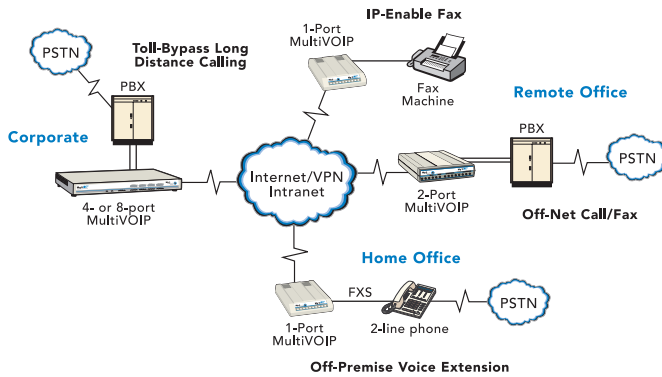 1-Port
MultiVOIP
IP-Enable Fax
Fax
Machine
PSTN
Toll-Bypass Long
Distance Calling
PBX
Corporate
4- or 8-port
MultiVOIP
Internet/VPN
Intranet
Remote Office
PBX
PSTN
2-Port
MultiVOIP
Off-Net Call/Fax
Home Office
FXS
1-Port
MultiVOIP
2-line phone
PSTN
Off-Premise Voice Extension